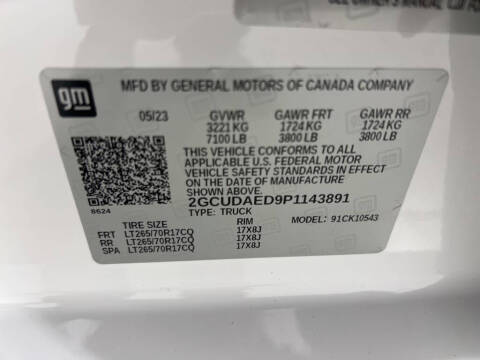 SEE OWNER'S MANUAL
gm
MFD BY GENERAL MOTORS OF CANADA COMPANY
05/23 GVWR GAWR FRT GAWR RR
3221 KG 1724 KG 1724 KG
7100 LB 3800 LB 3800 LB
THIS VEHICLE CONFORMS TO ALL
APPLICABLE U.S. FEDERAL MOTOR
VEHICLE SAFETY STANDARDS IN EFFECT
ON THE DATE OF MANUFACTURE
SHOWN ABOVE.
8624
2GCUDAED9P1143891
TYPE: TRUCK MODEL: 91CK10543
TIRE SIZE RIM
FRT LT265/70R17CQ 17X8J
RR LT265/70R17CQ 17X8J
SPA LT265/70R17CQ 17X8J